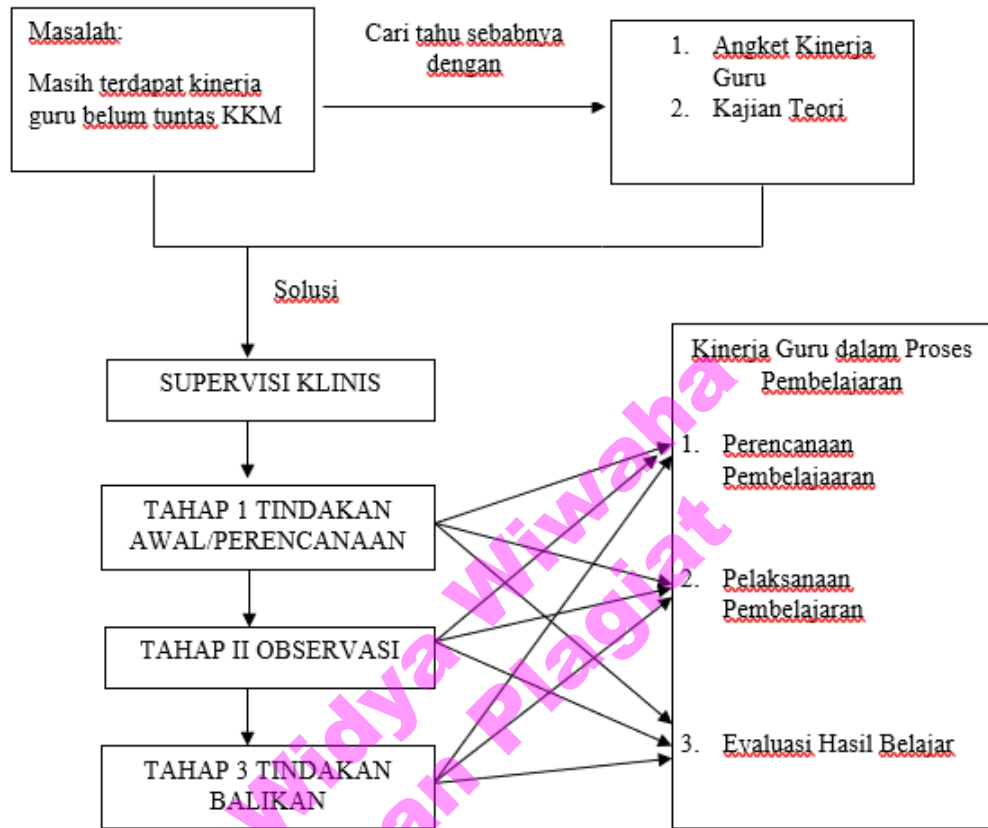 Masalah:
Masih terdapat kinerja
guru belum tuntas KKM
Cari tahu sebabnya
dengan
1. Angket Kinerja
Guru
2. Kajian Teori
Solusi
SUPERVISI KLINIS
TAHAP 1 TINDAKAN
AWAL/PERENCANAAN
TAHAP II OBSERVASI
TAHAP 3 TINDAKAN
BALIKAN
Kinerja Guru dalam Proses
Pembelajaran
1. Perencanaan
Pembelajaaran
2. Pelaksanaan
Pembelajaran
3. Evaluasi Hasil Belajar
Widya Wiwaha
an Plagiat